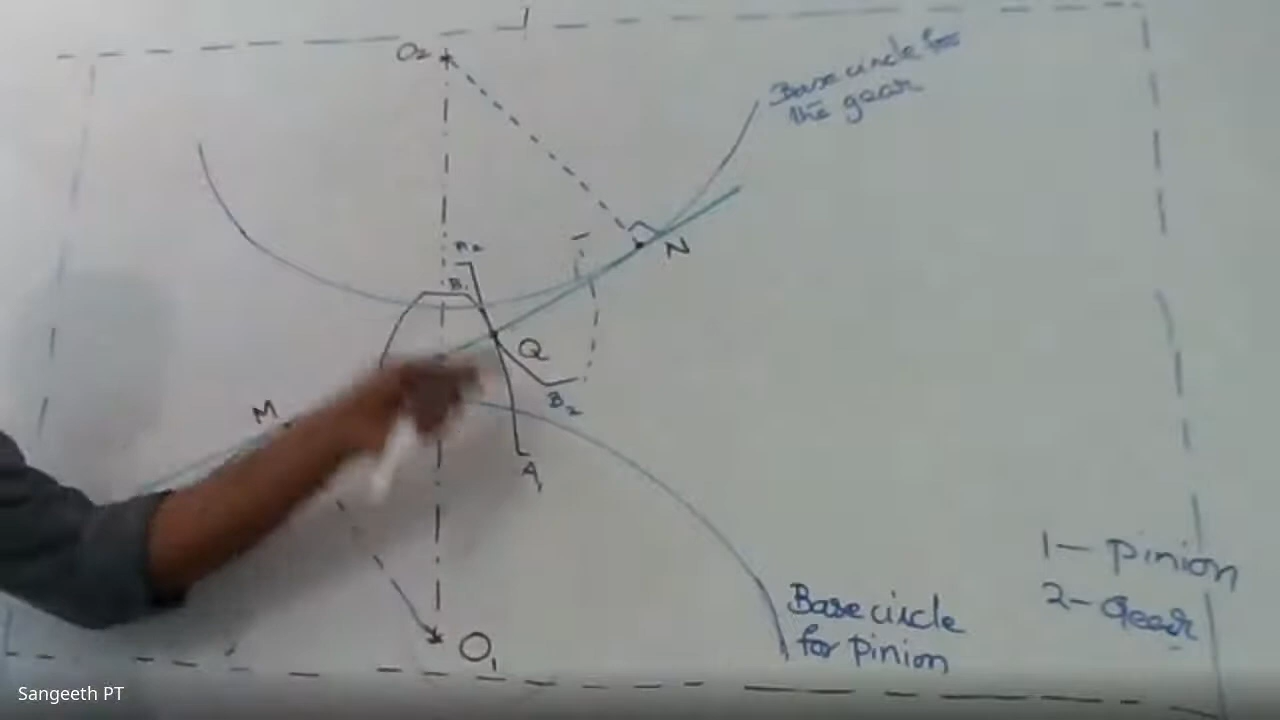 O₂
Base circle for
the gear
N
A₂
B₁
Q
B₂
M
A₁
1 - Pinion
2 - Gear
Base circle
for pinion
O₁
Sangeeth PT